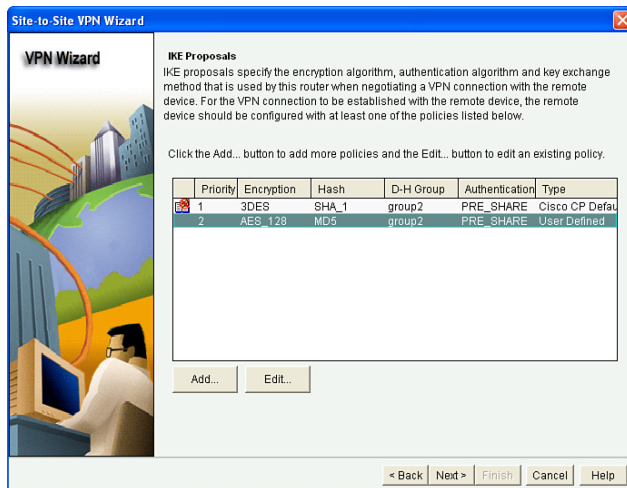 Site-to-Site VPN Wizard
VPN Wizard
IKE Proposals
IKE proposals specify the encryption algorithm, authentication algorithm and key exchange
method that is used by this router when negotiating a VPN connection with the remote
device. For the VPN connection to be established with the remote device, the remote
device should be configured with at least one of the policies listed below.
Click the Add... button to add more policies and the Edit... button to edit an existing policy.
Priority Encryption Hash D-H Group Authentication Type
1 3DES SHA_1 group2 PRE_SHARE Cisco CP Defau
2 AES_128 MD5 group2 PRE_SHARE User Defined
Add... Edit...
< Back Next > Finish Cancel Help